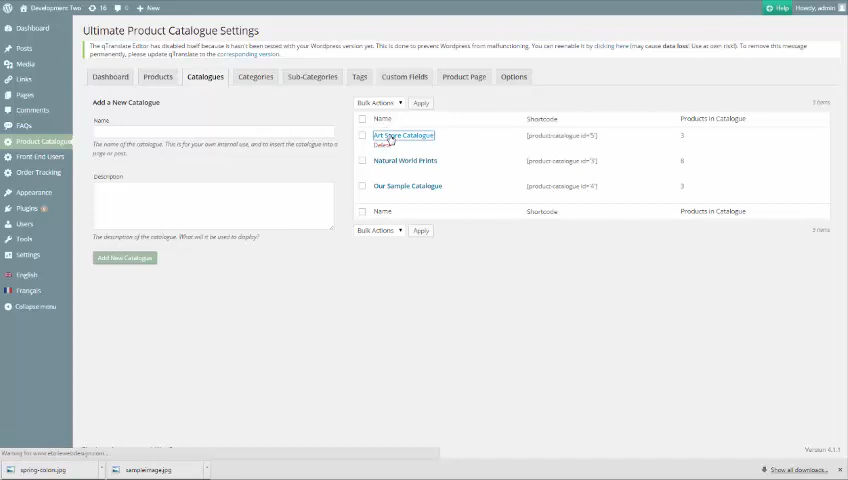 Development Two 16 0 New Help Howdy, admin
Dashboard
Posts
Media
Links
Pages
Comments
FAQs
Product Catalogue
Front End Users
Order Tracking
Appearance
Plugins
Users
Tools
Settings
English
Français
Collapse menu
Ultimate Product Catalogue Settings
The qTranslate Editor has disabled itself because it hasn't been tested with your Wordpress version yet. This is done to prevent Wordpress from malfunctioning. You can reenable it by clicking here (may cause data loss! Use at own risk!). To remove this message
permanently, please update qTranslate to the corresponding version.
Dashboard Products Catalogues Categories Sub-Categories Tags Custom Fields Product Page Options
Add a New Catalogue
Name
The name of the catalogue. This is for your own internal use, and to insert the catalogue into a
page or post.
Description
The description of the catalogue. What will it be used to display?
Add New Catalogue
Bulk Actions Apply 3 items
Name Shortcode Products in Catalogue
Art Store Catalogue [product-catalogue id='5'] 3
Delete
Natural World Prints [product-catalogue id='3'] 8
Our Sample Catalogue [product-catalogue id='4'] 3
Name Shortcode Products in Catalogue
Bulk Actions Apply 3 items
Version 4.1.1
Waiting for www.etoilewebdesign.com...
spring-colors.jpg sampleimage.jpg Show all downloads...